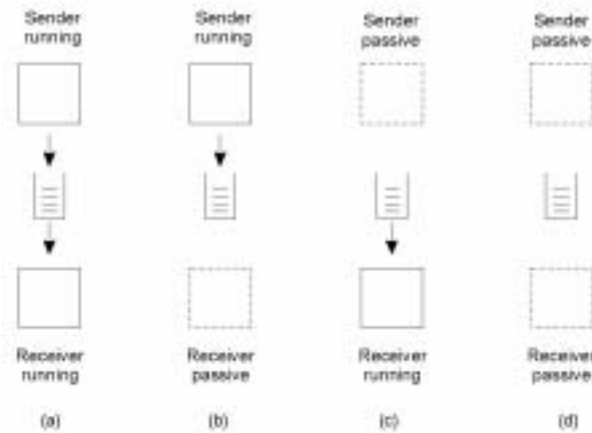 Sender
running
Sender
running
Sender
passive
Sender
passive
Receiver
running
Receiver
passive
Receiver
running
Receiver
passive
(a)
(b)
(c)
(d)